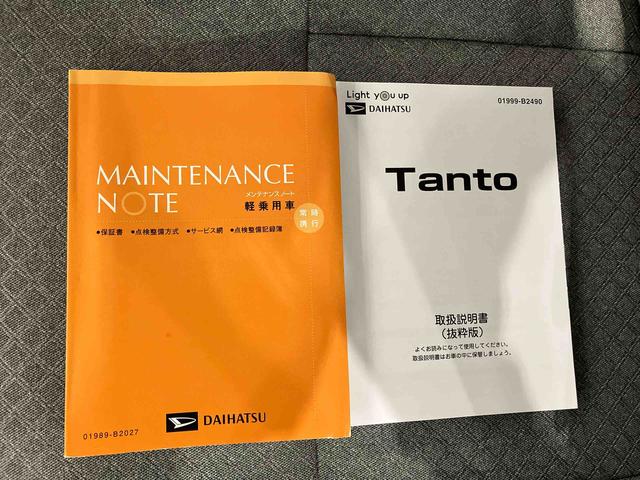 MAINTENANCE
NOTE
メンテナンスノート
軽乗用車
常時
携行
●保証書 ●点検整備方式 ●サービス網 ●点検整備記録簿
DAIHATSU
01989-B2027
Light you up
DAIHATSU
01999-B2490
Tanto
取扱説明書
(抜粋版)
よくお読みになって使用してください。
取扱説明書はお車の中に保管しましょう。